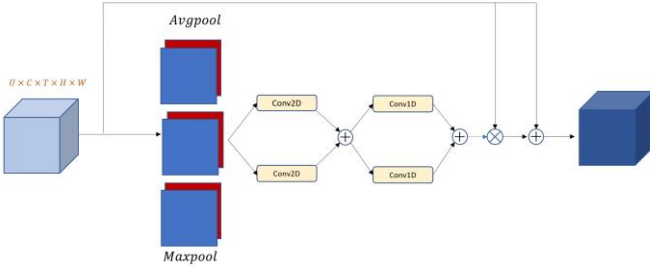 Avgpool
U × C × T × H × W
Conv2D
Conv1D
Conv2D
Conv1D
Maxpool